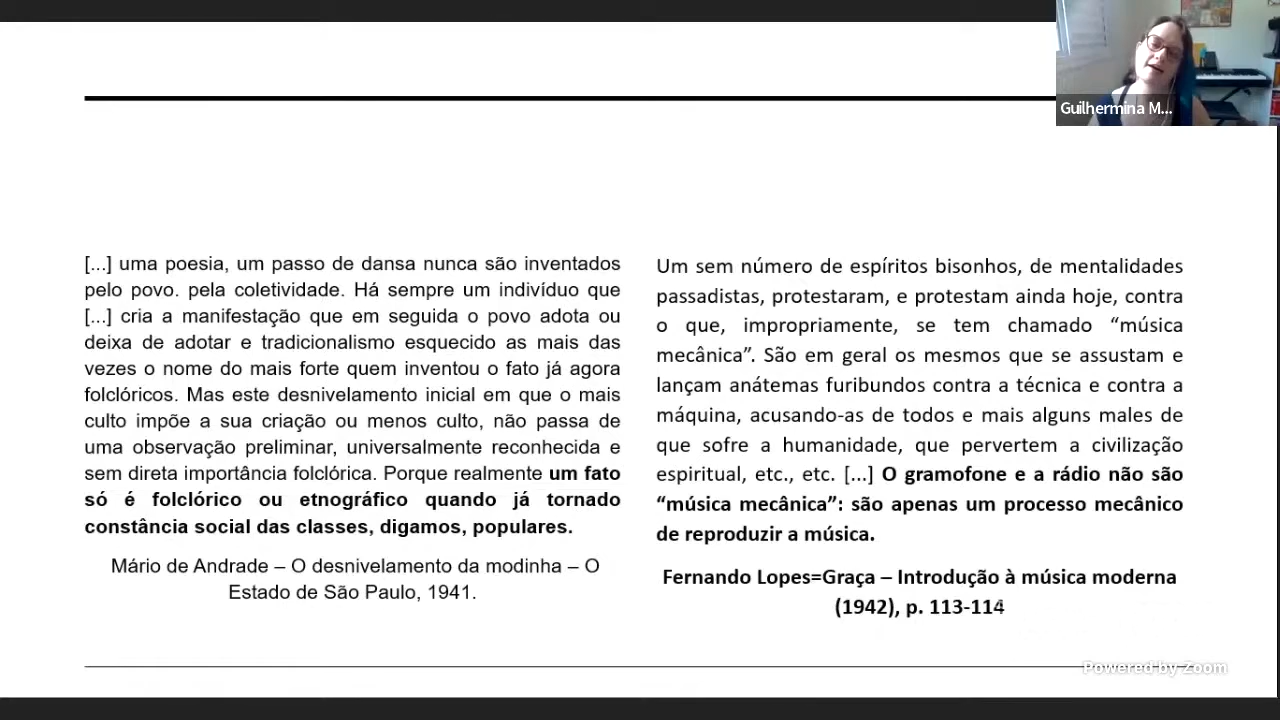 Guilhermina M...
[...] uma poesia, um passo de dansa nunca são inventados
pelo povo. pela coletividade. Há sempre um indivíduo que
[...] cria a manifestação que em seguida o povo adota ou
deixa de adotar e tradicionalismo esquecido as mais das
vezes o nome do mais forte quem inventou o fato já agora
folclóricos. Mas este desnivelamento inicial em que o mais
culto impõe a sua criação ou menos culto, não passa de
uma observação preliminar, universalmente reconhecida e
sem direta importância folclórica. Porque realmente um fato
só é folclórico ou etnográfico quando já tornado
constância social das classes, digamos, populares.
Mário de Andrade – O desnivelamento da modinha – O
Estado de São Paulo, 1941.
Um sem número de espíritos bisonhos, de mentalidades
passadistas, protestaram, e protestam ainda hoje, contra
o que, impropriamente, se tem chamado “música
mecânica”. São em geral os mesmos que se assustam e
lançam anátemas furibundos contra a técnica e contra a
máquina, acusando-as de todos e mais alguns males de
que sofre a humanidade, que pervertem a civilização
espiritual, etc., etc. [...] O gramofone e a rádio não são
“música mecânica”: são apenas um processo mecânico
de reproduzir a música.
Fernando Lopes=Graça – Introdução à música moderna
(1942), p. 113-114
Powered by Zoom